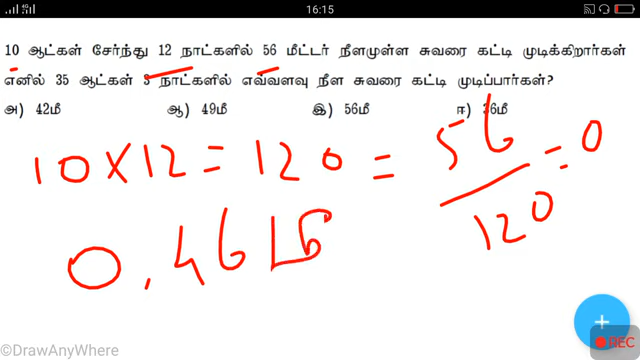 16:15
10 ஆட்கள் சேர்ந்து 12 நாட்களில் 56 மீட்டர் நீளமுள்ள சுவரை கட்டி முடிக்கிறார்கள்
எனில் 35 ஆட்கள் 3 நாட்களில் எவ்வளவு நீள சுவரை கட்டி முடிப்பார்கள்?
அ) 42மீ ஆ) 49மீ இ) 56மீ ஈ) 36மீ
10 × 12 = 120 = 56/120 = 0
0.46
©DrawAnyWhere
REC